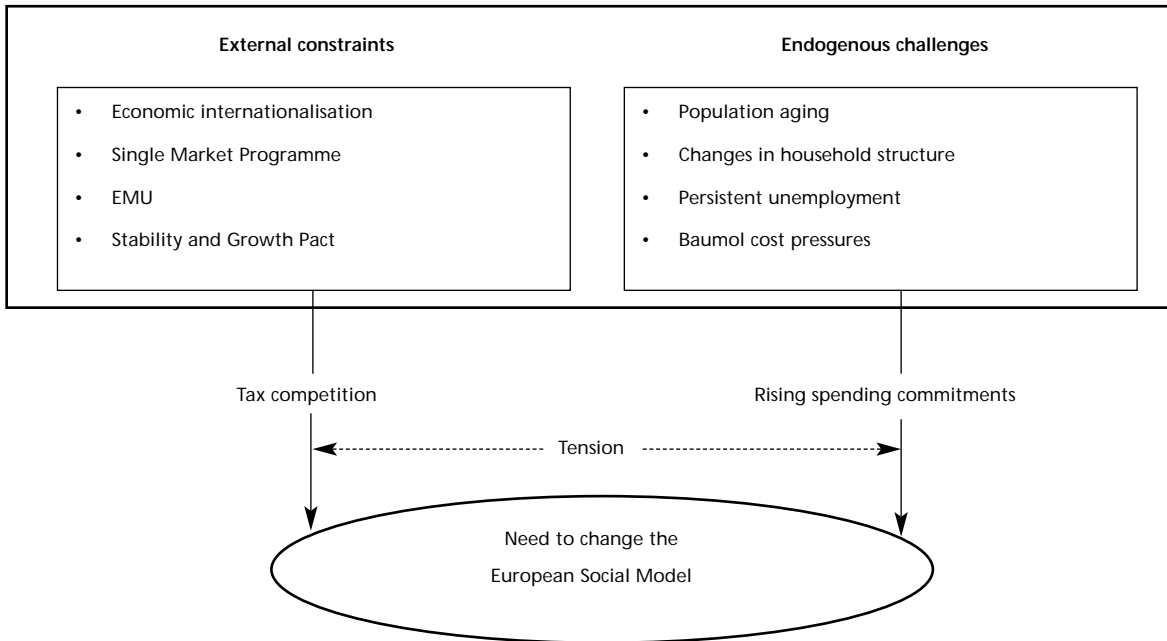 External constraints
Endogenous challenges
• Economic internationalisation
• Single Market Programme
• EMU
• Stability and Growth Pact
• Population aging
• Changes in household structure
• Persistent unemployment
• Baumol cost pressures
Tax competition
Rising spending commitments
Tension
Need to change the
European Social Model